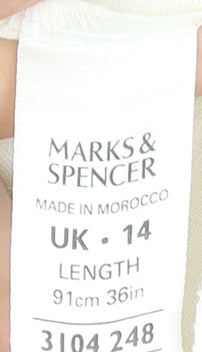 MARKS &
SPENCER
MADE IN MOROCCO
UK • 14
LENGTH
91cm 36in
3104 248